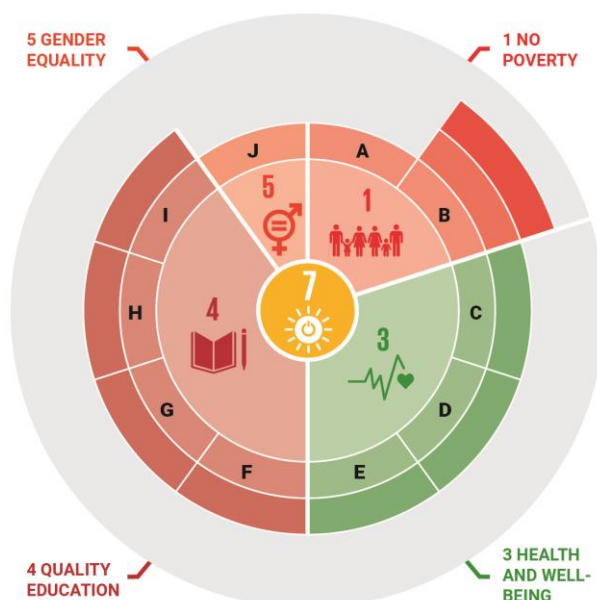 5 GENDER
EQUALITY
1 NO
POVERTY
J
A
5
1
I
B
7
H
4
3
C
G
D
F
E
4 QUALITY
EDUCATION
3 HEALTH
AND WELL-
BEING